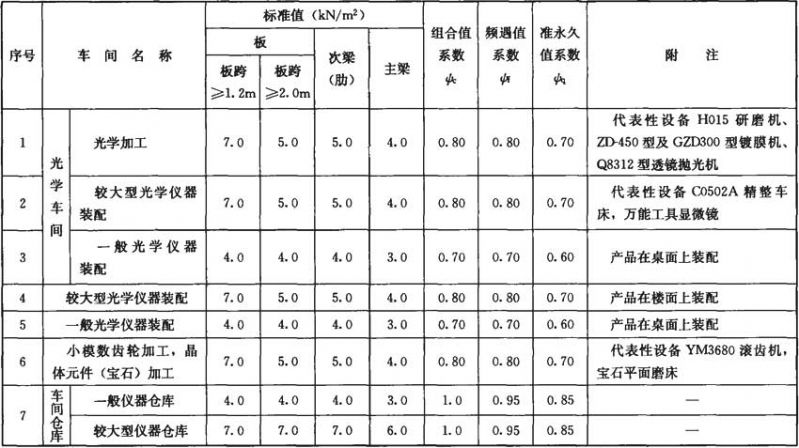 序号 车间名称 标准值（kN/m²） 组合值系数 ψc 频遇值系数 ψf 准永久值系数 ψq 附注
板 次梁（肋） 主梁
板跨≥1.2m 板跨≥2.0m
1 光学车间 光学加工 7.0 5.0 5.0 4.0 0.80 0.80 0.70 代表性设备 H015 研磨机、
ZD-450 型及 GZD300 型镀膜机、
Q8312 型透镜抛光机
2 较大型光学仪器 装配 7.0 5.0 5.0 4.0 0.80 0.80 0.70 代表性设备 C0502A 精整车
床，万能工具显微镜
3 一般光学仪器 装配 4.0 4.0 4.0 3.0 0.70 0.70 0.60 产品在桌面上装配
4 较大型光学仪器装配 7.0 5.0 5.0 4.0 0.80 0.80 0.70 产品在楼面上装配
5 一般光学仪器装配 4.0 4.0 4.0 3.0 0.70 0.70 0.60 产品在桌面上装配
6 小模数齿轮加工，晶体元件（宝石）加工 7.0 5.0 5.0 4.0 0.80 0.80 0.70 代表性设备 YM3680 滚齿机，
宝石平面磨床
7 车间仓库 一般仪器仓库 4.0 4.0 4.0 3.0 1.0 0.95 0.85 —
较大型仪器仓库 7.0 7.0 7.0 6.0 1.0 0.95 0.85 —